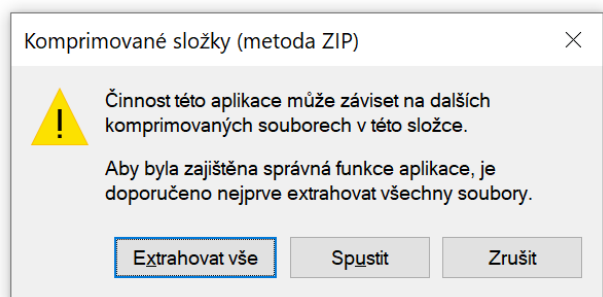 Komprimované složky (metoda ZIP)
Činnost této aplikace může záviset na dalších
komprimovaných souborech v této složce.
Aby byla zajištěna správná funkce aplikace, je
doporučeno nejprve extrahovat všechny soubory.
Extrahovat vše
Spustit
Zrušit